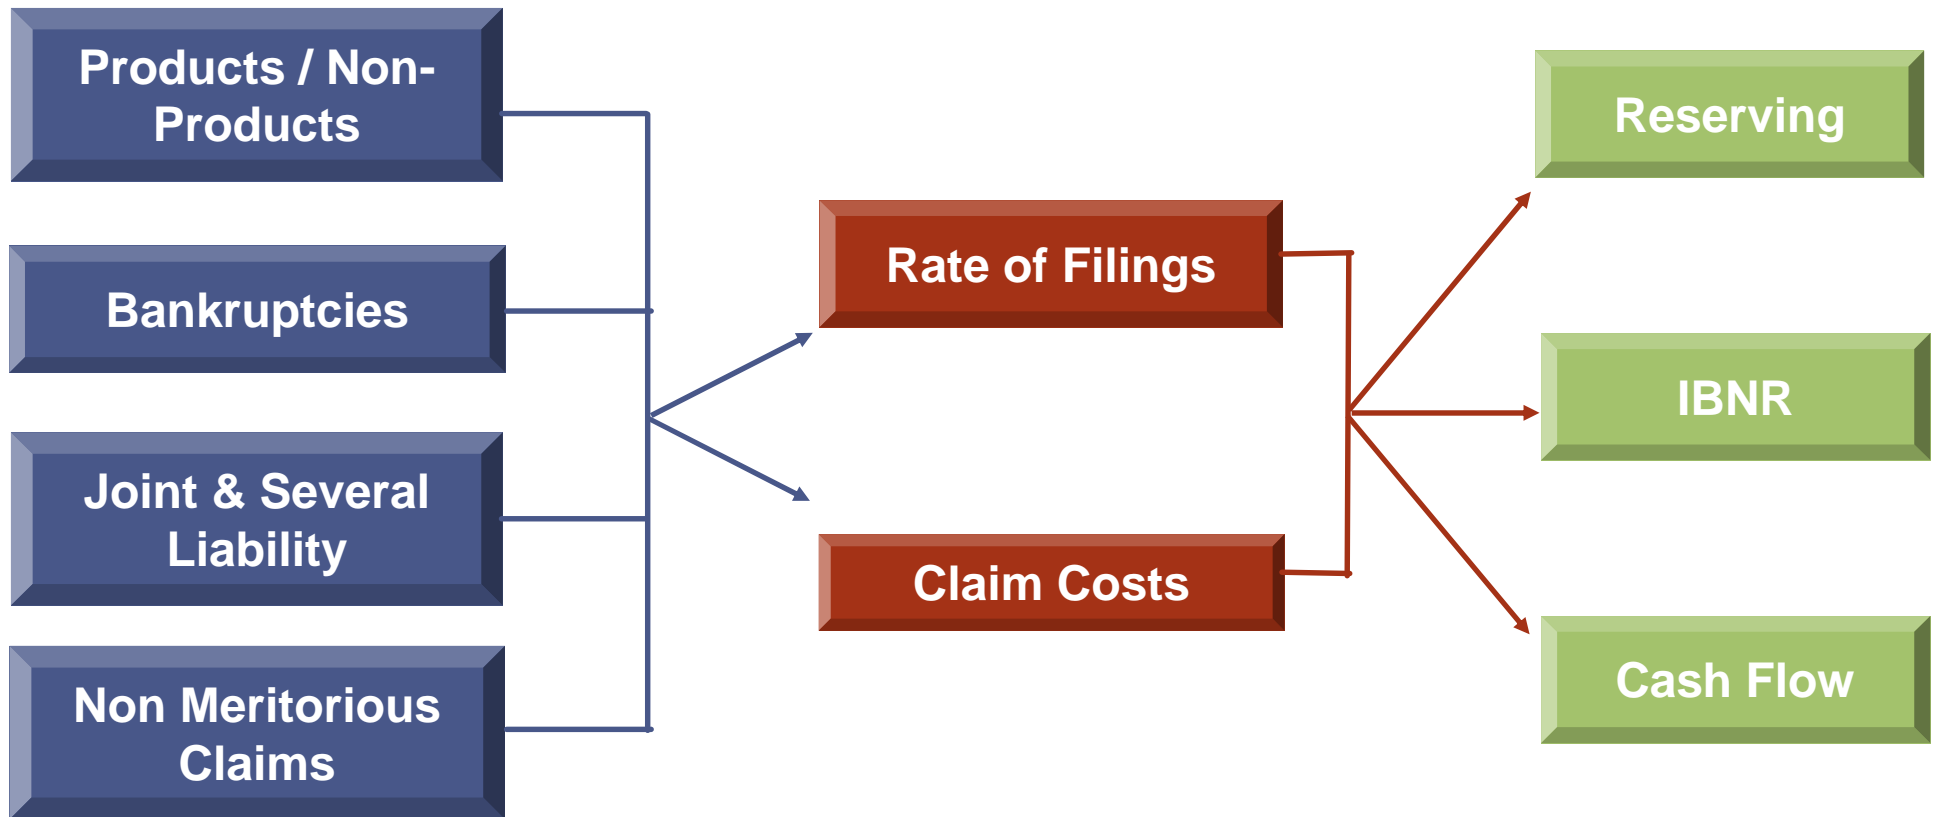 Products / Non-
Products
Bankruptcies
Joint & Several
Liability
Non Meritorious
Claims
Rate of Filings
Claim Costs
Reserving
IBNR
Cash Flow